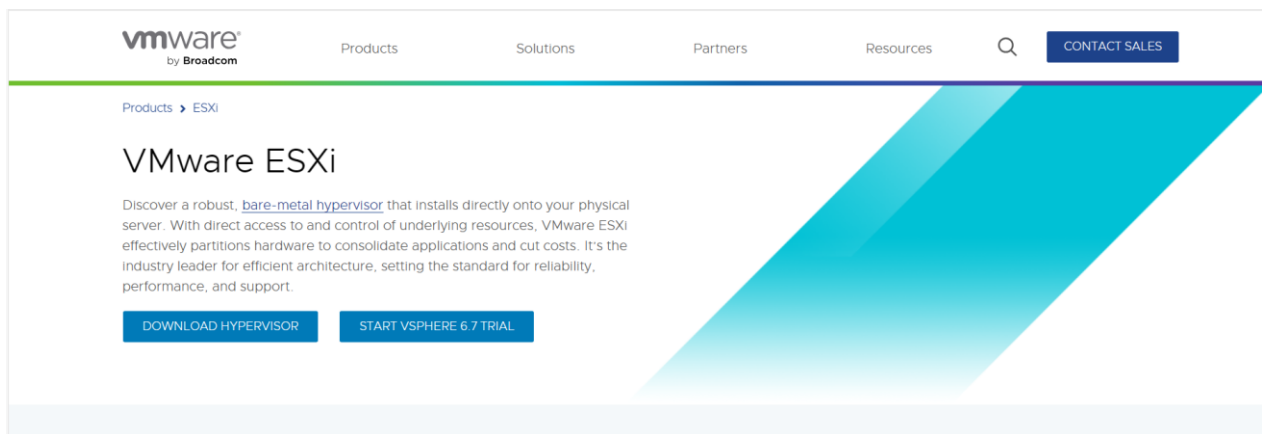 vmware®
by Broadcom
Products
Solutions
Partners
Resources
CONTACT SALES
Products > ESXi
VMware ESXi
Discover a robust, bare-metal hypervisor that installs directly onto your physical
server. With direct access to and control of underlying resources, VMware ESXi
effectively partitions hardware to consolidate applications and cut costs. It's the
industry leader for efficient architecture, setting the standard for reliability,
performance, and support.
DOWNLOAD HYPERVISOR
START VSPHERE 6.7 TRIAL